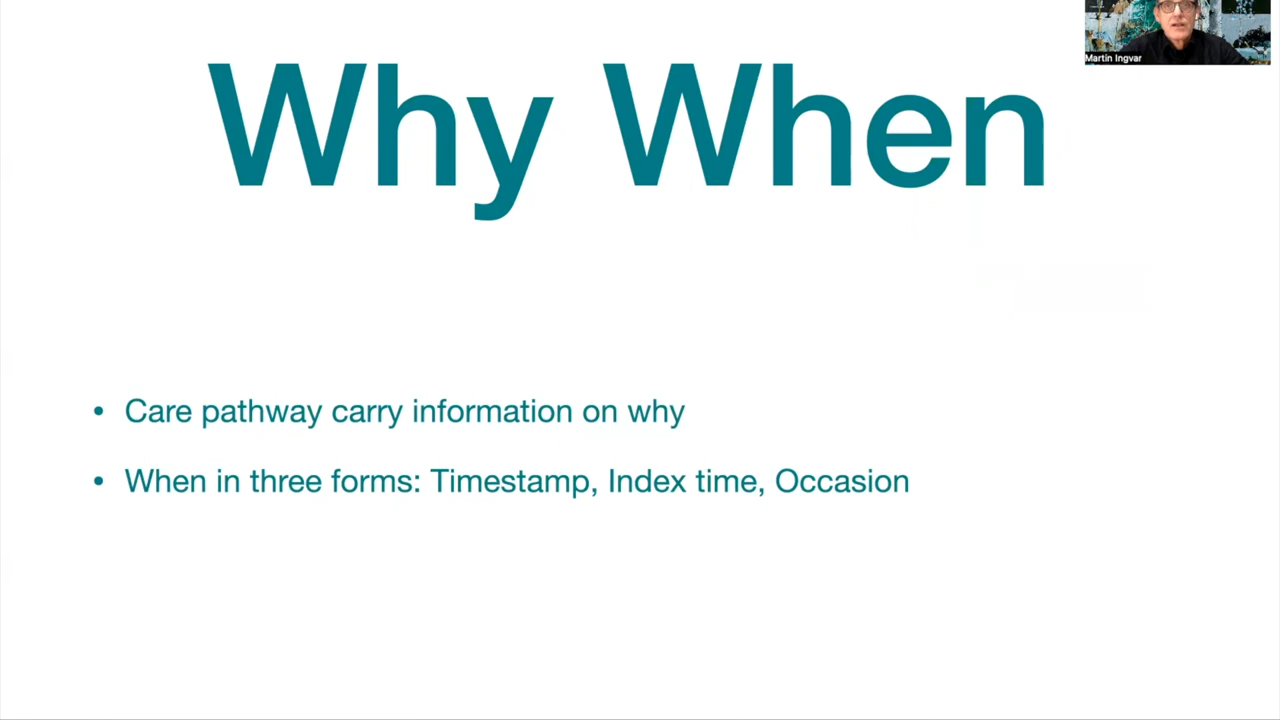 Martin Ingvar
Why When
• Care pathway carry information on why
• When in three forms: Timestamp, Index time, Occasion